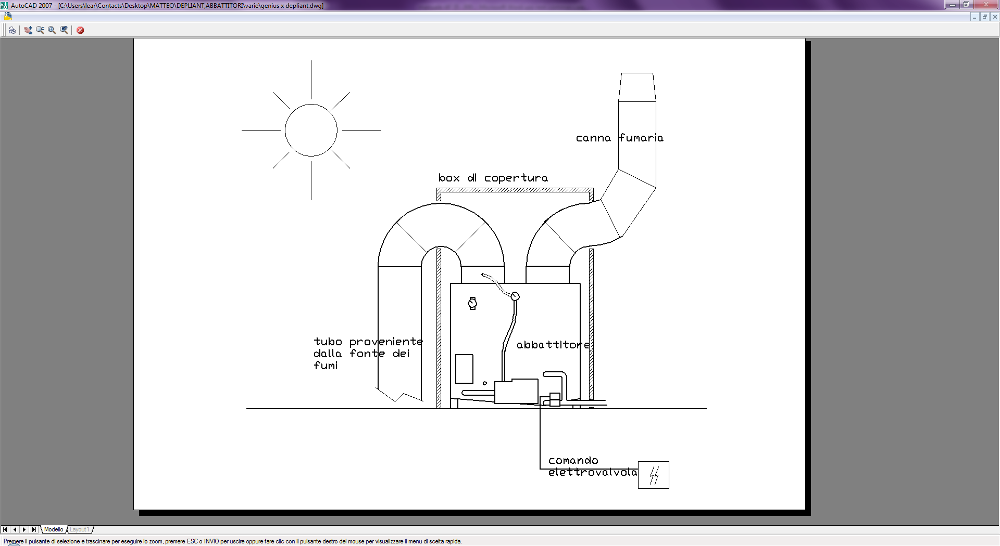 AutoCAD 2007 - [C:\Users\lear\Contacts\Desktop\MATTEO\DEPLIANT,ABBATTITORI\varie\genius x depliant.dwg]
canna fumaria
box di copertura
tubo proveniente
dalla fonte dei
fumi
abbattitore
comando
elettrovalvola
Modello
Layout1
Premere il pulsante di selezione e trascinare per eseguire lo zoom, premere ESC o INVIO per uscire oppure fare clic con il pulsante destro del mouse per visualizzare il menu di scelta rapida.